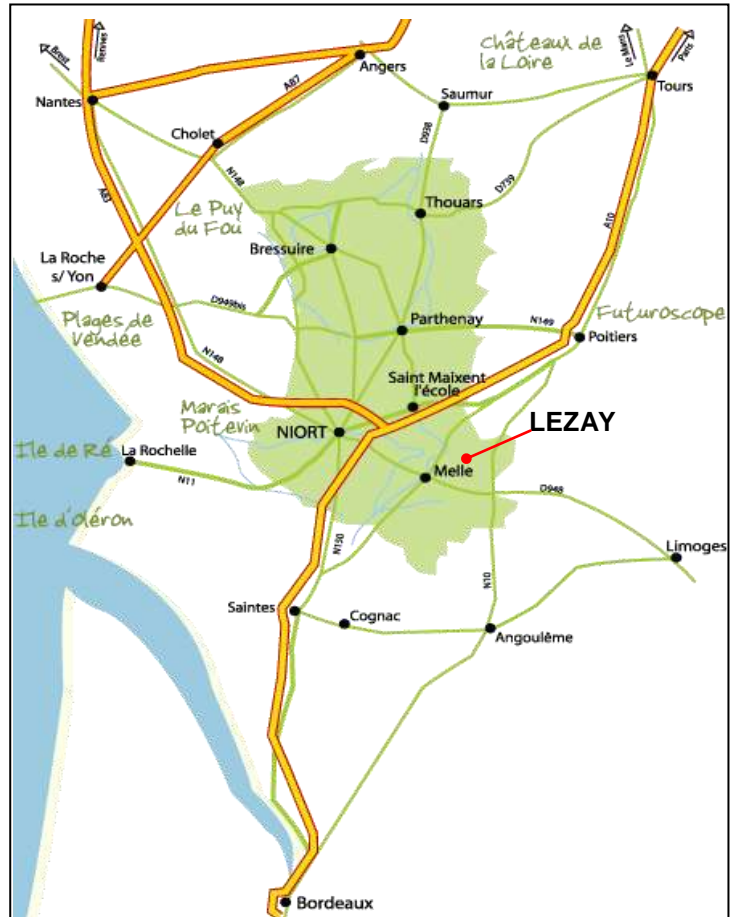 Brest
Rennes
Châteaux de
la Loire
Le Mans
Paris
Angers
Tours
Nantes
A87
Saumur
Cholet
D938
N148
D739
A83
Le Puy
du Fou
Thouars
A10
Bressuire
La Roche
s/ Yon
D949bis
Plages de
Vendée
Parthenay
N149
Futuroscope
Poitiers
N148
Saint Maixent
l'école
Marais
Poitevin
NIORT
LEZAY
Ile de Ré
La Rochelle
Melle
N11
D948
Ile d'Oléron
N150
Limoges
N10
Saintes
Cognac
Angoulême
Bordeaux